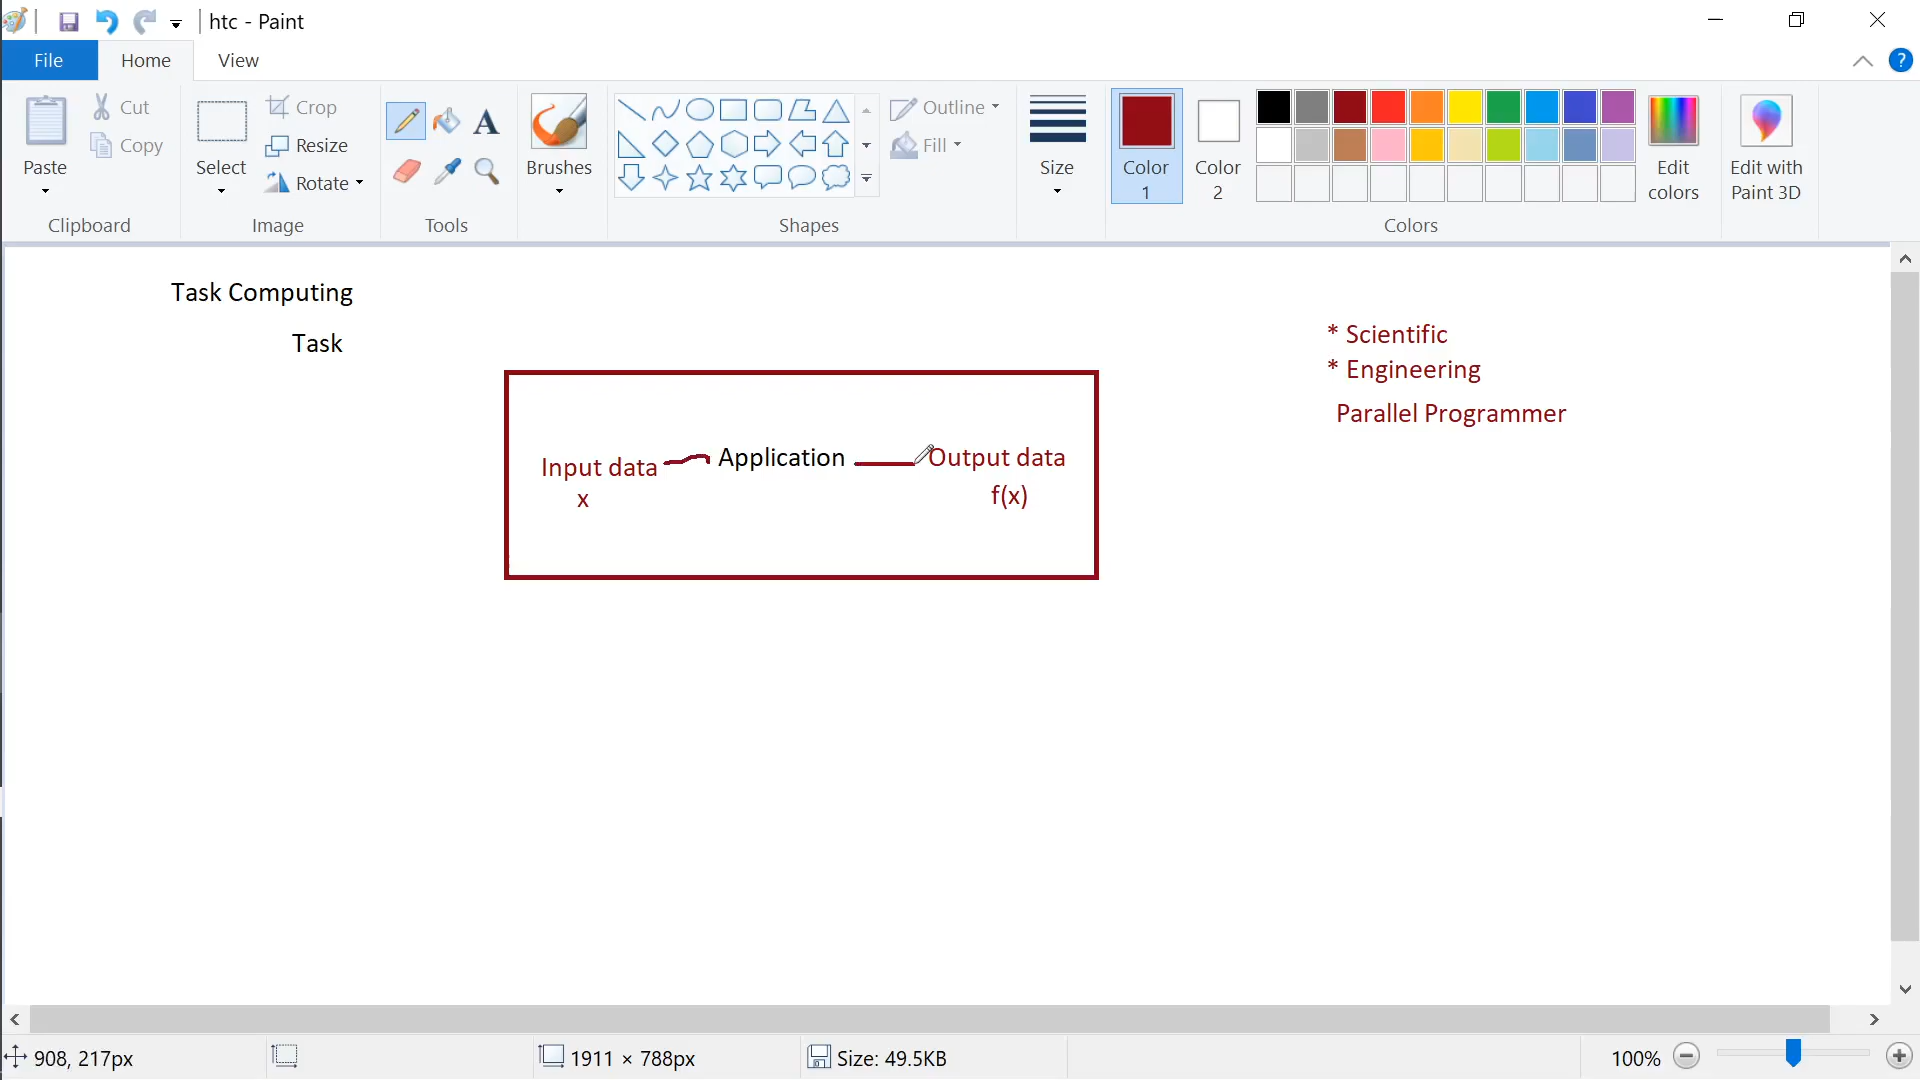 htc - Paint
File Home View
Paste
Cut
Copy
Clipboard
Select
Crop
Resize
Rotate
Image
Tools
Brushes
Shapes
Outline
Fill
Size
Color 1
Color 2
Edit colors
Colors
Edit with Paint 3D
Task Computing
Task
Input data
x
Application
Output data
f(x)
* Scientific
* Engineering
Parallel Programmer
908, 217px
1911 × 788px
Size: 49.5KB
100%